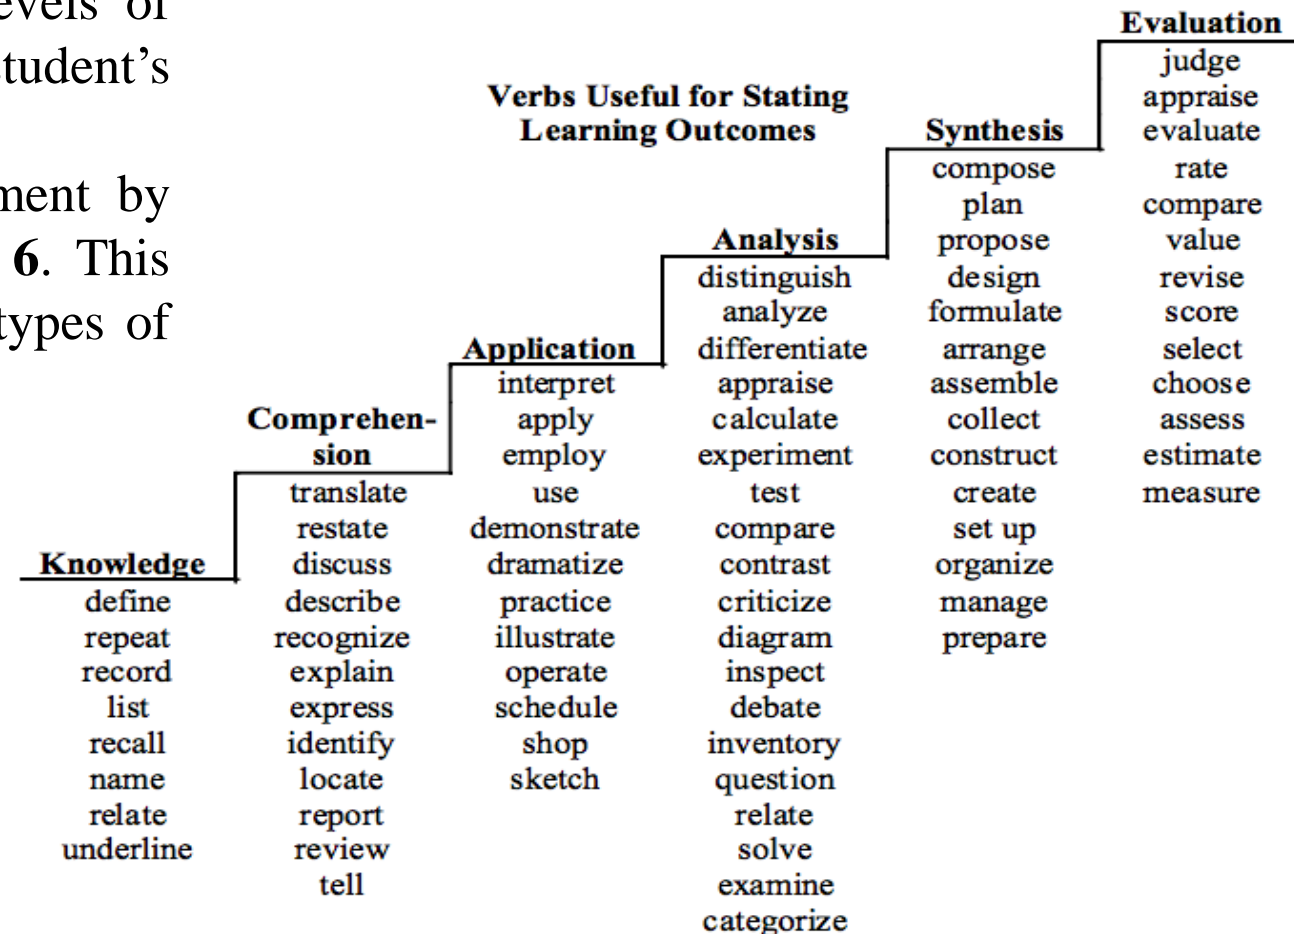 evels of
student's
ment by
6. This
types of
Verbs Useful for Stating
Learning Outcomes
Knowledge
define
repeat
record
list
recall
name
relate
underline
Comprehen-
sion
translate
restate
discuss
describe
recognize
explain
express
identify
locate
report
review
tell
Application
interpret
apply
employ
use
demonstrate
dramatize
practice
illustrate
operate
schedule
shop
sketch
Analysis
distinguish
analyze
differentiate
appraise
calculate
experiment
test
compare
contrast
criticize
diagram
inspect
debate
inventory
question
relate
solve
examine
categorize
Synthesis
compose
plan
propose
design
formulate
arrange
assemble
collect
construct
create
set up
organize
manage
prepare
Evaluation
judge
appraise
evaluate
rate
compare
value
revise
score
select
choose
assess
estimate
measure